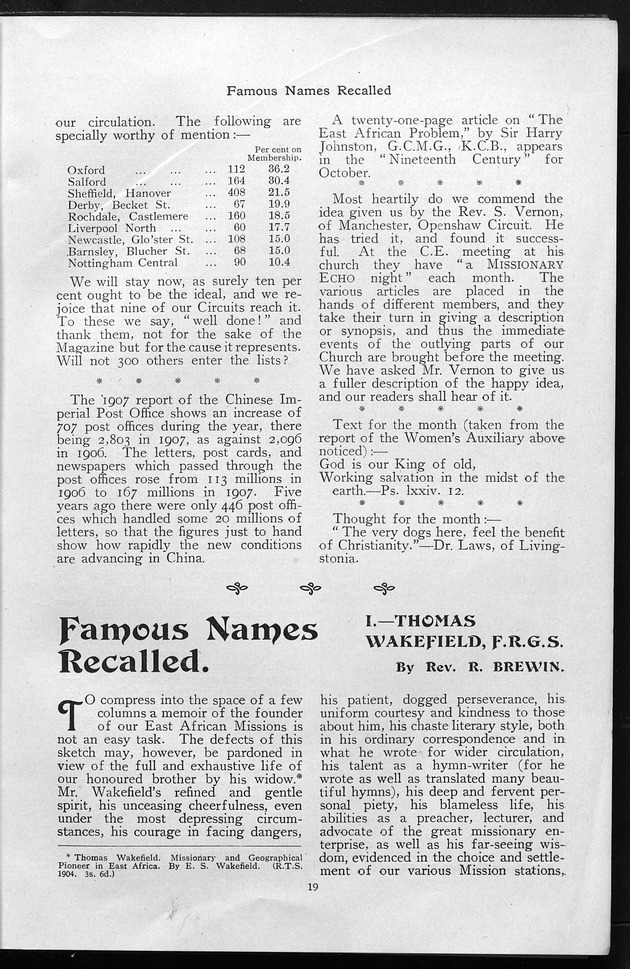 Famous Names Recalled
our circulation. The following are
specially worthy of mention :—
Per cent on
Membership.
Oxford ... ... ... 112 36.2
Salford ... ... ... 164 30.4
Sheffield, Hanover ... 408 21.5
Derby, Becket St. ... 67 19.9
Rochdale, Castlemere ... 160 18.5
Liverpool North ... ... 60 17.7
Newcastle, Glo'ster St. ... 108 15.0
Barnsley, Blucher St. ... 68 15.0
Nottingham Central ... 90 10.4
We will stay now, as surely ten per
cent ought to be the ideal, and we re-
joice that nine of our Circuits reach it.
To these we say, "well done!" and
thank them, not for the sake of the
Magazine but for the cause it represents.
Will not 300 others enter the lists?
* * * * *
The 1907 report of the Chinese Im-
perial Post Office shows an increase of
707 post offices during the year, there
being 2,803 in 1907, as against 2,096
in 1906. The letters, post cards, and
newspapers which passed through the
post offices rose from 113 millions in
1906 to 167 millions in 1907. Five
years ago there were only 446 post offi-
ces which handled some 20 millions of
letters, so that the figures just to hand
show how rapidly the new conditions
are advancing in China.
A twenty-one-page article on "The
East African Problem," by Sir Harry
Johnston, G.C.M.G., K.C.B., appears
in the "Nineteenth Century" for
October.
* * * * *
Most heartily do we commend the
idea given us by the Rev. S. Vernon,
of Manchester, Openshaw Circuit. He
has tried it, and found it success-
ful. At the C.E. meeting at his
church they have "a MISSIONARY
ECHO night" each month. The
various articles are placed in the
hands of different members, and they
take their turn in giving a description
or synopsis, and thus the immediate
events of the outlying parts of our
Church are brought before the meeting.
We have asked Mr. Vernon to give us
a fuller description of the happy idea,
and our readers shall hear of it.
* * * * *
Text for the month (taken from the
report of the Women's Auxiliary above
noticed) :—
God is our King of old,
Working salvation in the midst of the
earth.—Ps. lxxiv. 12.
* * * * *
Thought for the month :—
"The very dogs here, feel the benefit
of Christianity."—Dr. Laws, of Living-
stonia.
Famous Names
Recalled.
I.—THOMAS
WAKEFIELD, F.R.G.S.
By Rev. R. BREWIN.
TO compress into the space of a few
columns a memoir of the founder
of our East African Missions is
not an easy task. The defects of this
sketch may, however, be pardoned in
view of the full and exhaustive life of
our honoured brother by his widow.*
Mr. Wakefield's refined and gentle
spirit, his unceasing cheerfulness, even
under the most depressing circum-
stances, his courage in facing dangers,
* Thomas Wakefield. Missionary and Geographical
Pioneer in East Africa. By E. S. Wakefield. (R.T.S.
1904. 3s. 6d.)
his patient, dogged perseverance, his
uniform courtesy and kindness to those
about him, his chaste literary style, both
in his ordinary correspondence and in
what he wrote for wider circulation,
his talent as a hymn-writer (for he
wrote as well as translated many beau-
tiful hymns), his deep and fervent per-
sonal piety, his blameless life, his
abilities as a preacher, lecturer, and
advocate of the great missionary en-
terprise, as well as his far-seeing wis-
dom, evidenced in the choice and settle-
ment of our various Mission stations,
19